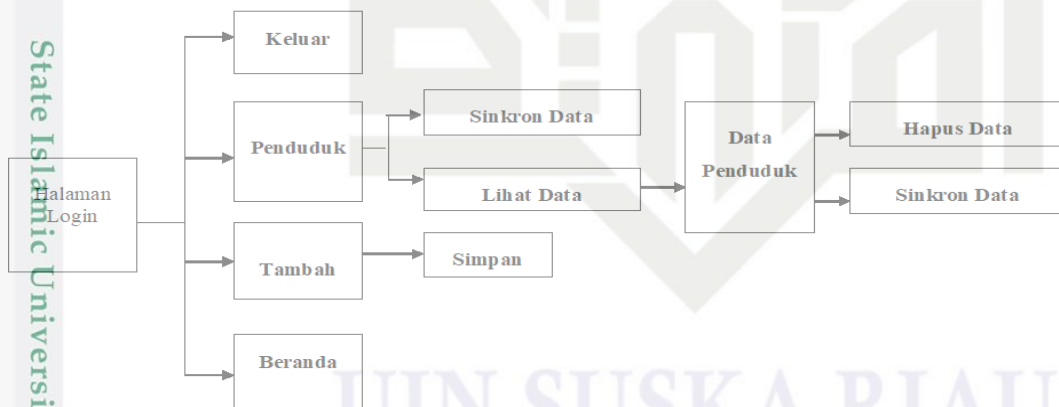 State Islamic Universi
Halaman
Login
Keluar
Penduduk
Sinkron Data
Lihat Data
Data
Penduduk
Hapus Data
Sinkron Data
Tambah
Simpan
Beranda
UIN SUSKA RIAU